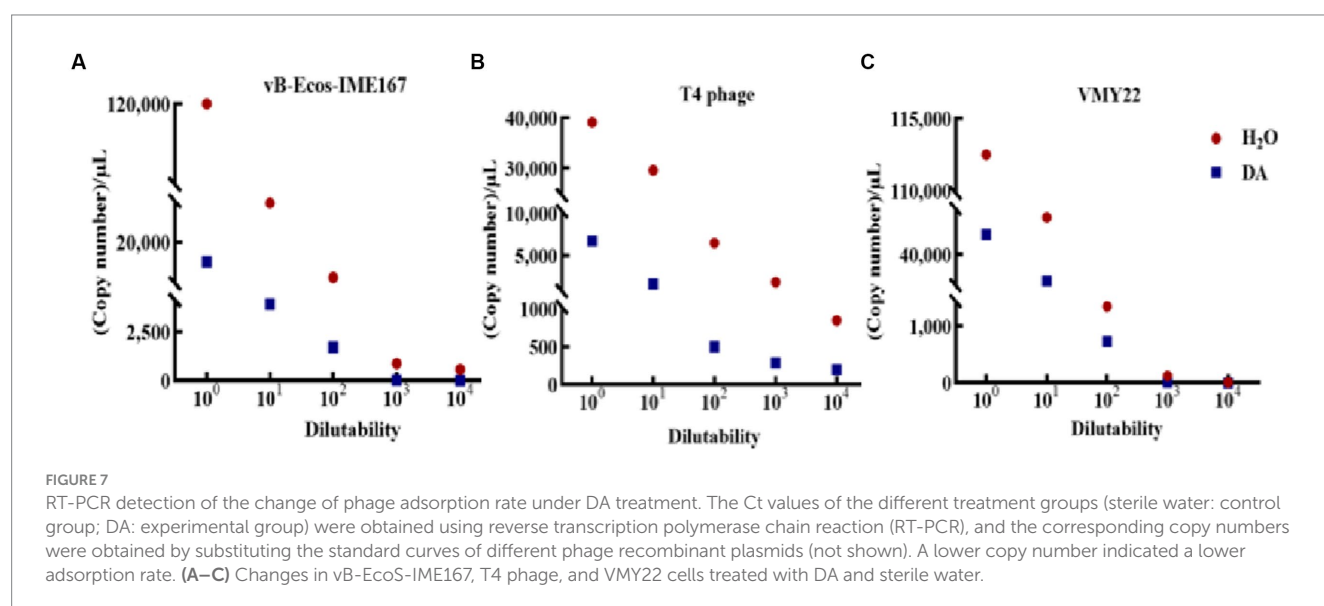 A
vB-Ecos-IME167
120,000
20,000
2,500
0
(Copy number)/μL
10⁰ 10¹ 10² 10³ 10⁴
Dilutability
B
T4 phage
40,000
30,000
10,000
5,000
1000
500
0
(Copy number)/μL
10⁰ 10¹ 10² 10³ 10⁴
Dilutability
C
VMY22
115,000
110,000
40,000
1,000
0
(Copy number)/μL
10⁰ 10¹ 10² 10³ 10⁴
Dilutability
H₂O
DA
FIGURE 7
RT-PCR detection of the change of phage adsorption rate under DA treatment. The Ct values of the different treatment groups (sterile water: control
group; DA: experimental group) were obtained using reverse transcription polymerase chain reaction (RT-PCR), and the corresponding copy numbers
were obtained by substituting the standard curves of different phage recombinant plasmids (not shown). A lower copy number indicated a lower
adsorption rate. (A–C) Changes in vB-EcoS-IME167, T4 phage, and VMY22 cells treated with DA and sterile water.